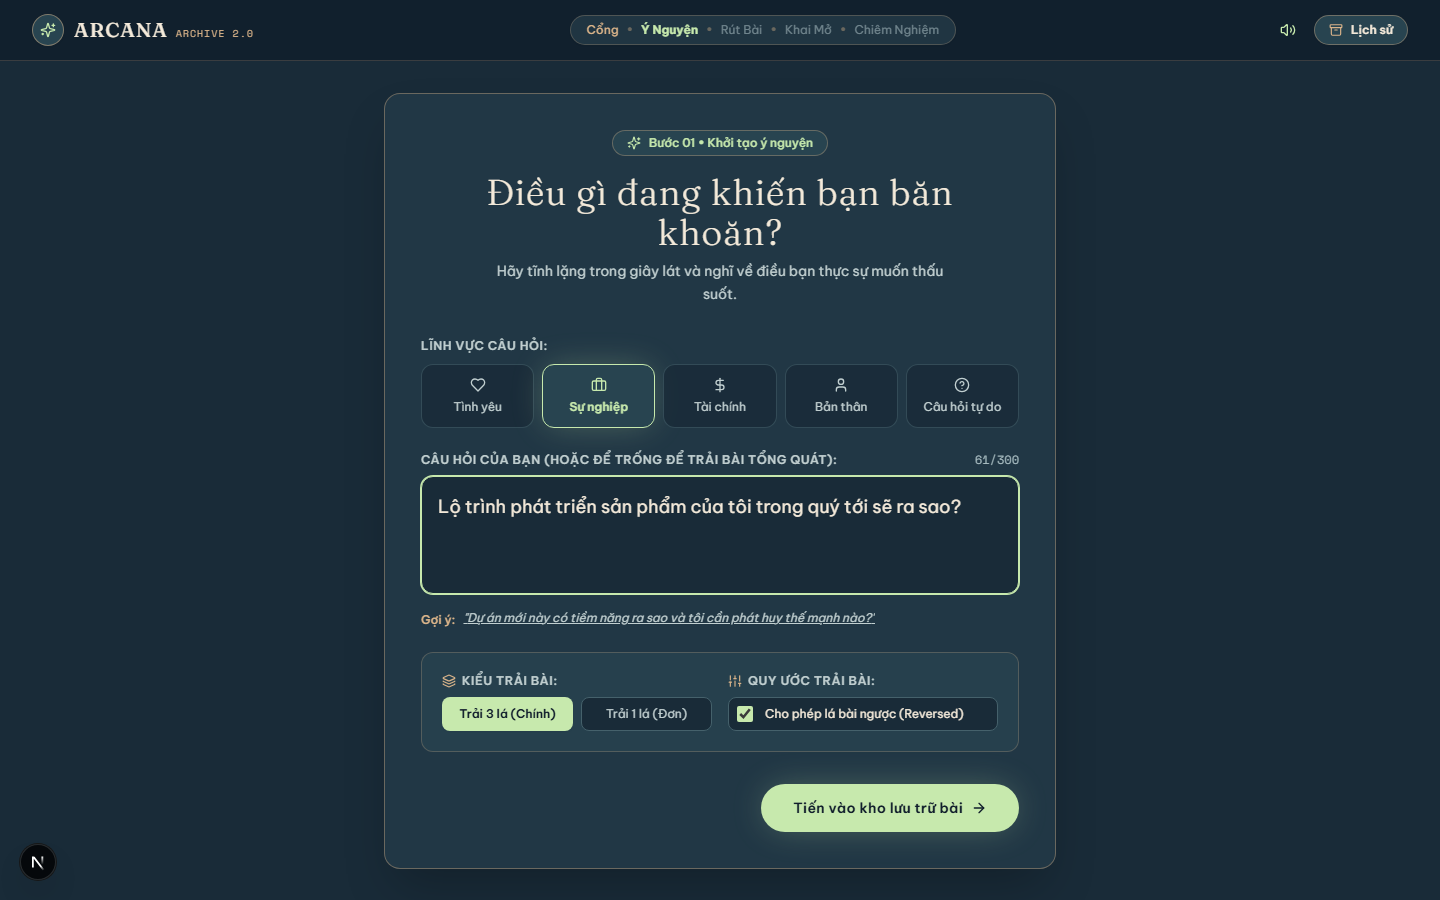 ARCANA ARCHIVE 2.0
Cổng • Ý Nguyện • Rút Bài • Khai Mở • Chiêm Nghiệm
Lịch sử
Bước 01 • Khởi tạo ý nguyện
Điều gì đang khiến bạn băn
khoăn?
Hãy tĩnh lặng trong giây lát và nghĩ về điều bạn thực sự muốn thấu
suốt.
LĨNH VỰC CÂU HỎI:
Tình yêu
Sự nghiệp
Tài chính
Bản thân
Câu hỏi tự do
CÂU HỎI CỦA BẠN (HOẶC ĐỂ TRỐNG ĐỂ TRẢI BÀI TỔNG QUÁT):
61/300
Lộ trình phát triển sản phẩm của tôi trong quý tới sẽ ra sao?
Gợi ý: "Dự án mới này có tiềm năng ra sao và tôi cần phát huy thế mạnh nào?"
KIỂU TRẢI BÀI:
Trải 3 lá (Chính)
Trải 1 lá (Đơn)
QUY ƯỚC TRẢI BÀI:
Cho phép lá bài ngược (Reversed)
Tiến vào kho lưu trữ bài →
N